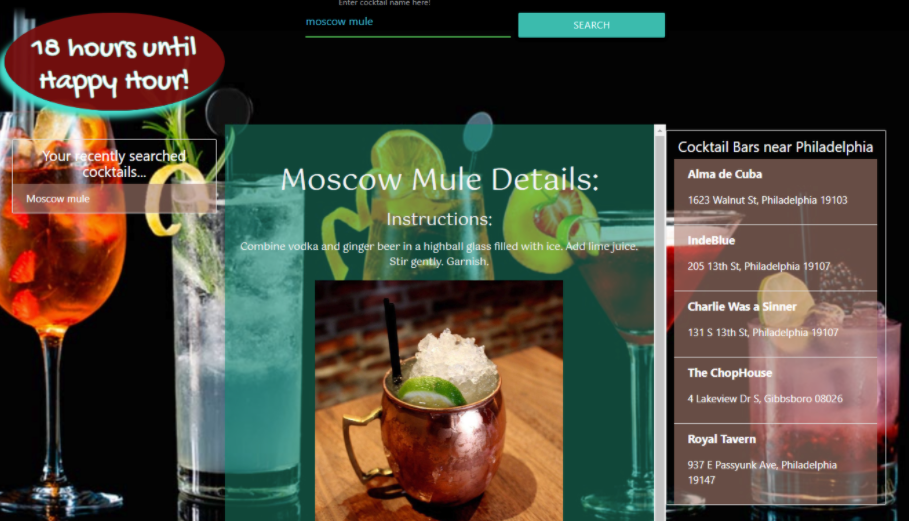 Enter cocktail name here!
moscow mule
SEARCH
18 hours until
Happy Hour!
Your recently searched
cocktails...
Moscow mule
Moscow Mule Details:
Instructions:
Combine vodka and ginger beer in a highball glass filled with ice. Add lime juice.
Stir gently. Garnish.
Cocktail Bars near Philadelphia
Alma de Cuba
1623 Walnut St, Philadelphia 19103
IndeBlue
205 13th St, Philadelphia 19107
Charlie Was a Sinner
131 S 13th St, Philadelphia 19107
The ChopHouse
4 Lakeview Dr S, Gibbsboro 08026
Royal Tavern
937 E Passyunk Ave, Philadelphia
19147